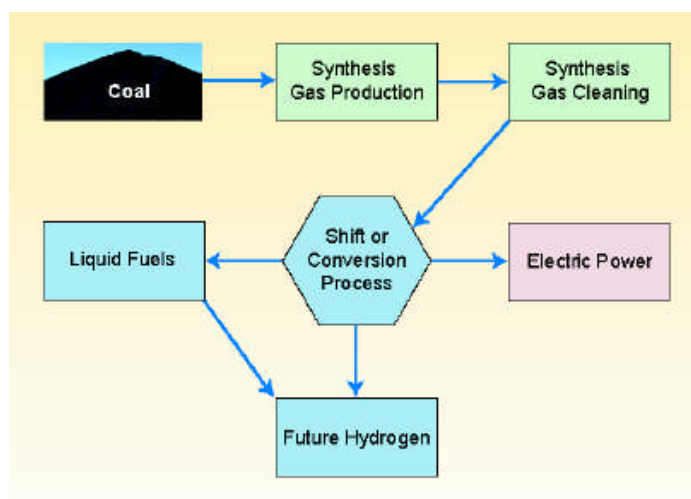 Coal
Synthesis
Gas Production
Synthesis
Gas Cleaning
Liquid Fuels
Shift or
Conversion
Process
Electric Power
Future Hydrogen